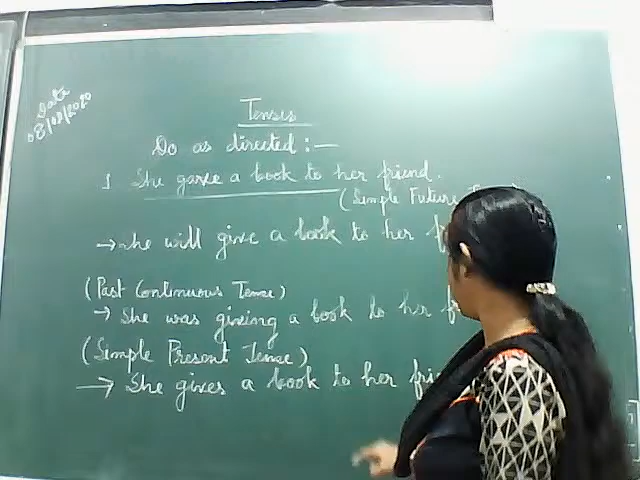 Date
08/08/2020
Tenses
Do as directed :—
1 She gave a book to her friend.
(Simple Future
→ She will give a book to her f
(Past Continuous Tense)
→ She was giving a book to her f
(Simple Present Tense)
→ She gives a book to her fri